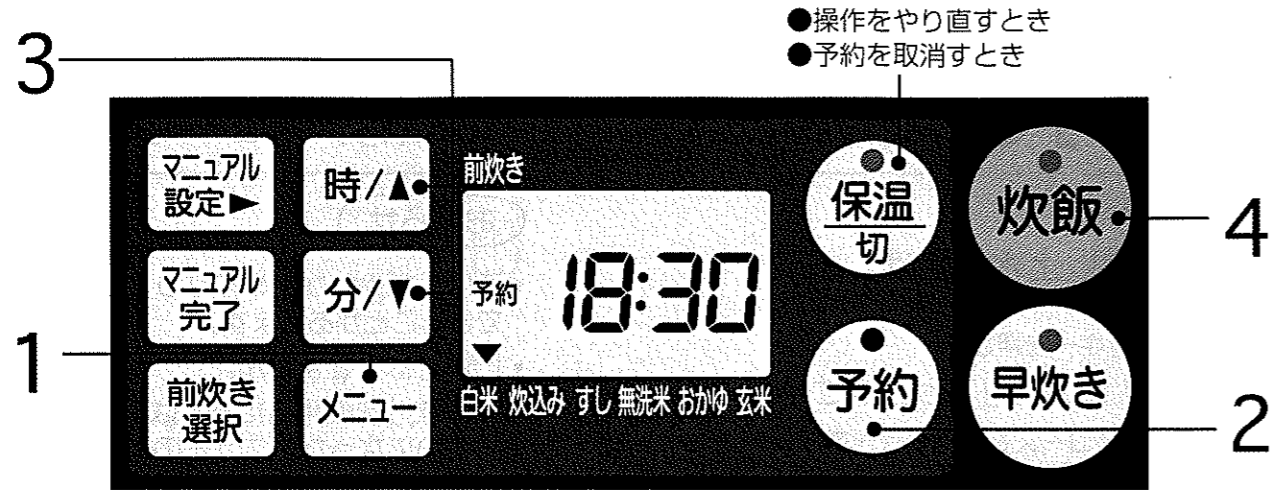 ●操作をやり直すとき
●予約を取消すとき
3
マニュアル
設定►
時/▲
前炊き
保温
切
炊飯
4
マニュアル
完了
分/▼
予約
18:30
1
▼
前炊き
選択
メニュー
白米 炊込み すし 無洗米 おかゆ 玄米
予約
早炊き
2